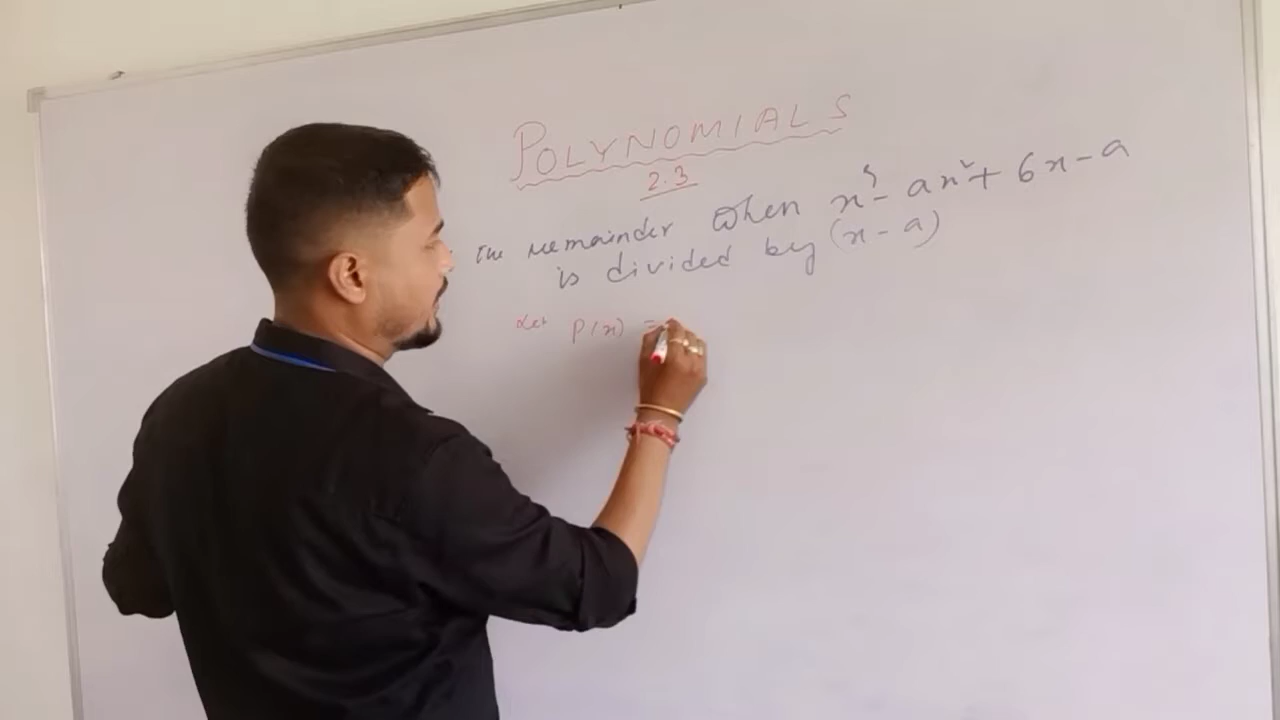 POLYNOMIALS
2.3
The remainder when x³ - ax² + 6x - a
is divided by (x - a)
Let P(x) =